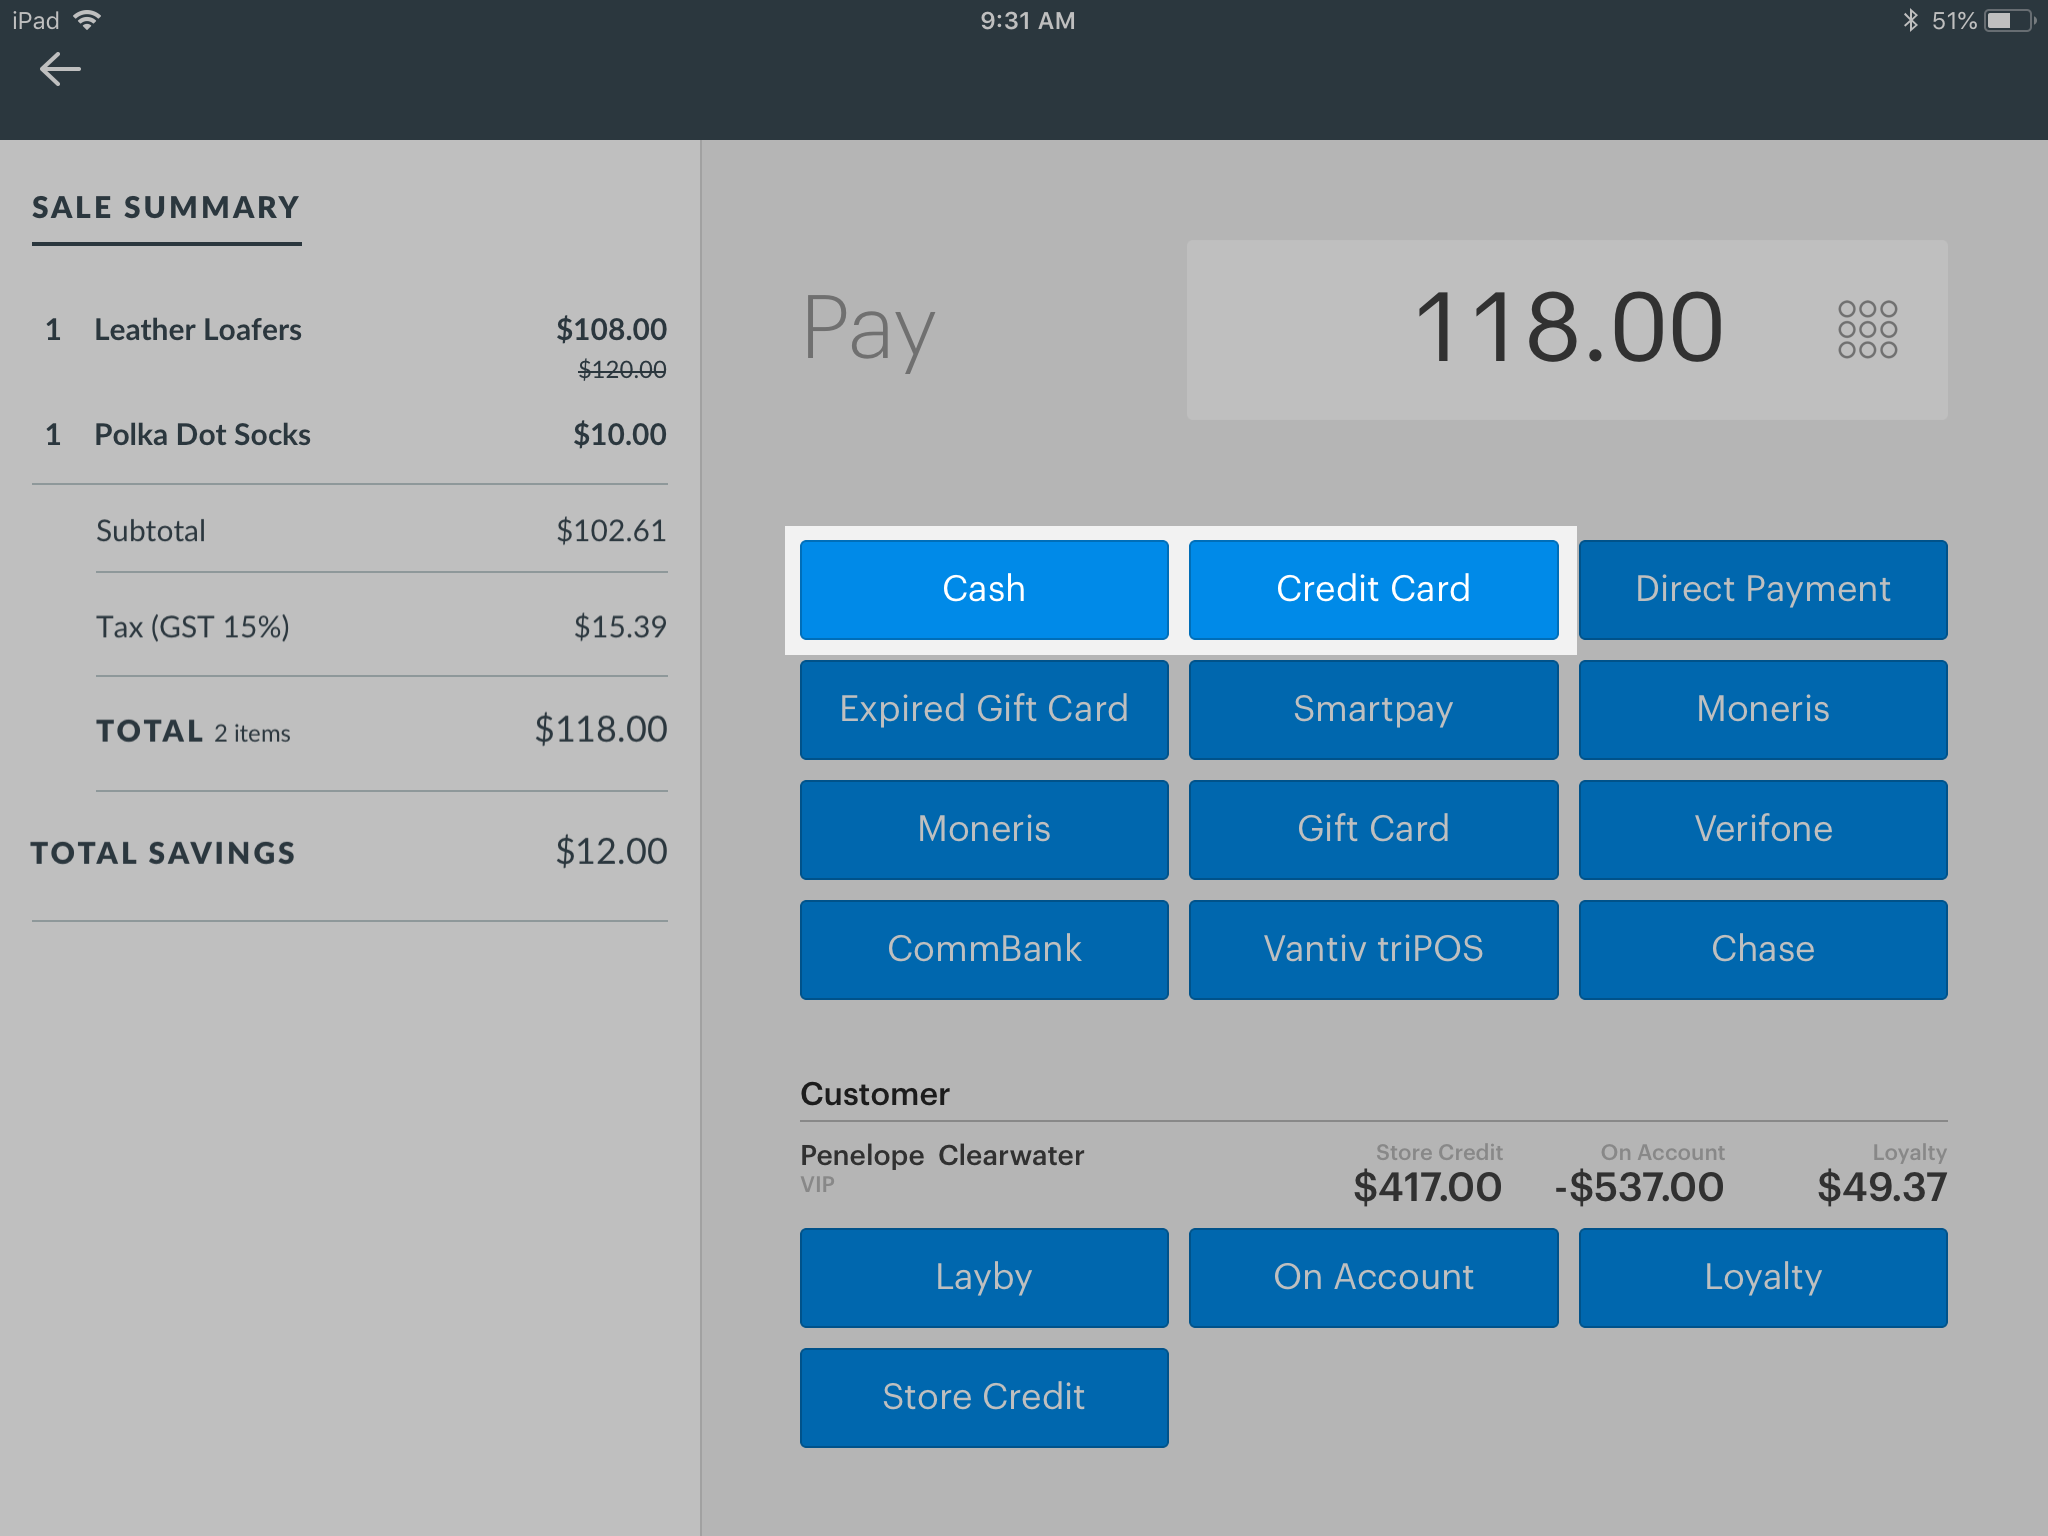 iPad 9:31 AM 51%
SALE SUMMARY
1 Leather Loafers $108.00
$120.00
1 Polka Dot Socks $10.00
Subtotal $102.61
Tax (GST 15%) $15.39
TOTAL 2 items $118.00
TOTAL SAVINGS $12.00
Pay 118.00
Cash Credit Card Direct Payment
Expired Gift Card Smartpay Moneris
Moneris Gift Card Verifone
CommBank Vantiv triPOS Chase
Customer
Penelope Clearwater Store Credit On Account Loyalty
VIP $417.00 -$537.00 $49.37
Layby On Account Loyalty
Store Credit